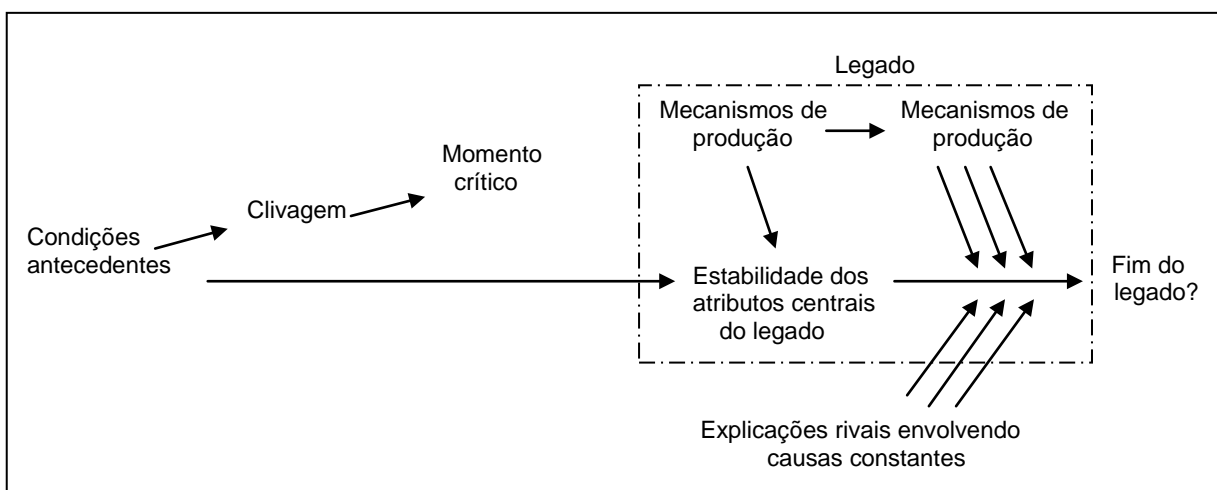 Legado
Mecanismos de
produção
Mecanismos de
produção
Momento
crítico
Clivagem
Condições
antecedentes
Estabilidade dos
atributos centrais
do legado
Fim do
legado?
Explicações rivais envolvendo
causas constantes